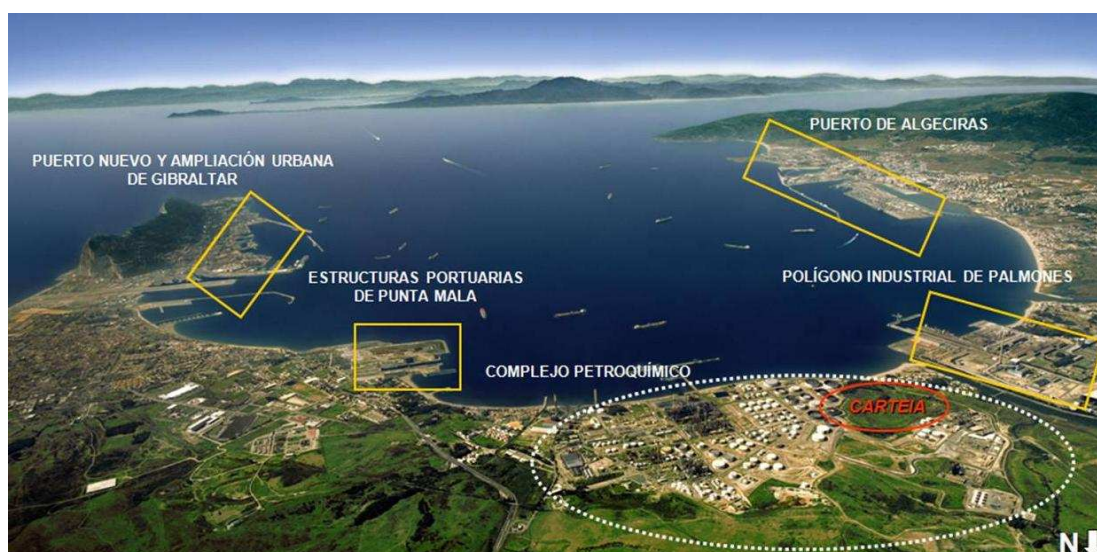 PUERTO DE ALGECIRAS
PUERTO NUEVO Y AMPLIACIÓN URBANA
DE GIBRALTAR
ESTRUCTURAS PORTUARIAS
DE PUNTA MALA
POLÍGONO INDUSTRIAL DE PALMONES
COMPLEJO PETROQUÍMICO
CARTEIA
N